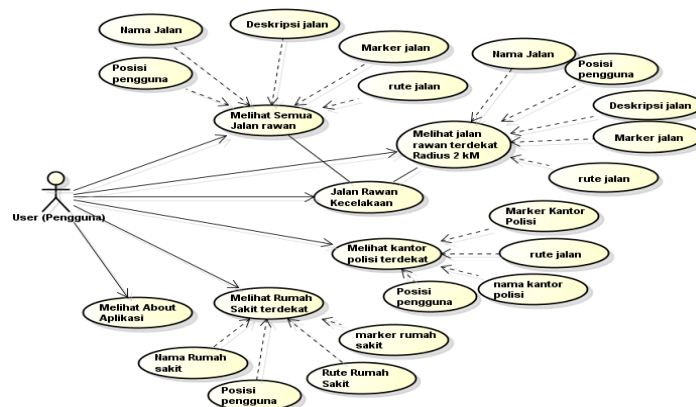 Nama Jalan
Deskripsi jalan
Marker jalan
Nama Jalan
Posisi
pengguna
Posisi
pengguna
rute jalan
Deskripsi jalan
Melihat Semua
Jalan rawan
Melihat jalan
rawan terdekat
Radius 2 kM
Marker jalan
rute jalan
Jalan Rawan
Kecelakaan
User (Pengguna)
Marker Kantor
Polisi
Melihat kantor
polisi terdekat
rute jalan
Posisi
pengguna
nama kantor
polisi
Melihat About
Aplikasi
Melihat Rumah
Sakit terdekat
marker rumah
sakit
Nama Rumah
sakit
Rute Rumah
Sakit
Posisi
pengguna